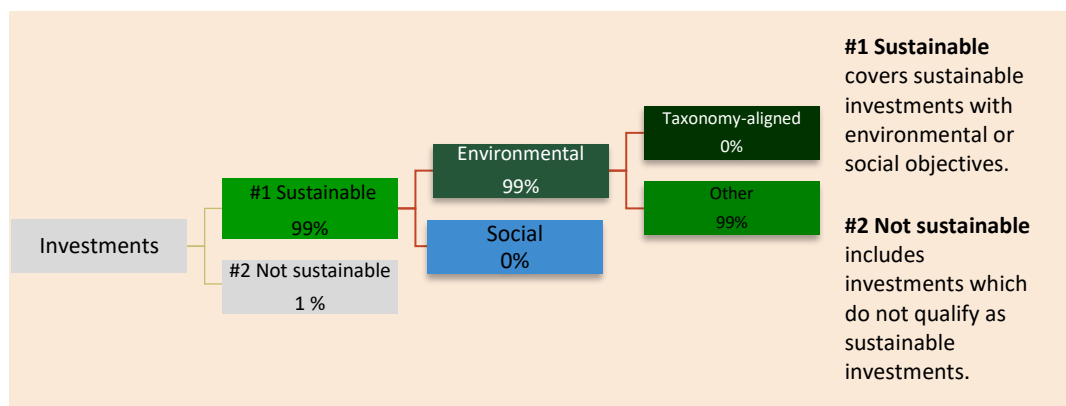 Investments
#1 Sustainable
99%
#2 Not sustainable
1 %
Environmental
99%
Social
0%
Taxonomy-aligned
0%
Other
99%
#1 Sustainable
covers sustainable
investments with
environmental or
social objectives.
#2 Not sustainable
includes
investments which
do not qualify as
sustainable
investments.